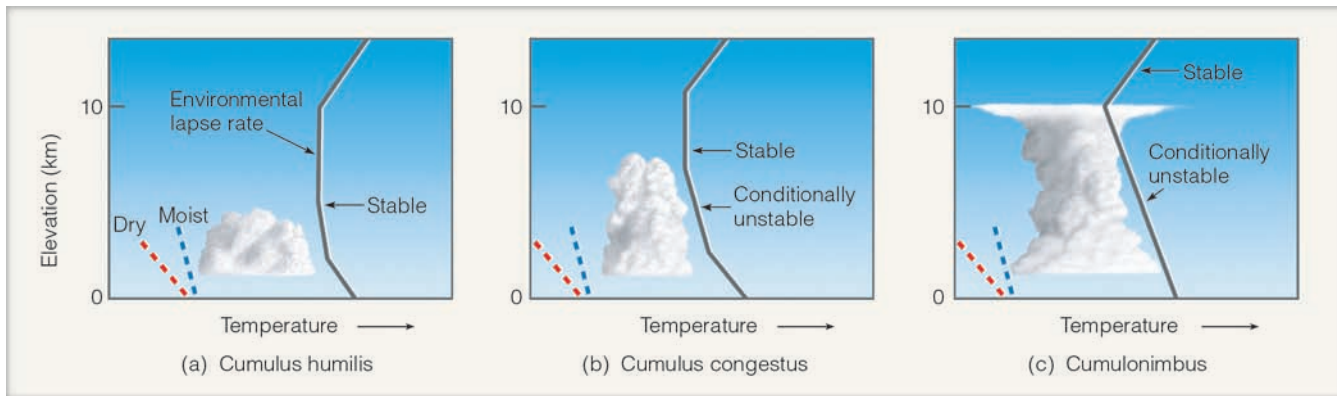 Elevation (km)
10
0
Environmental
lapse rate
Stable
Dry
Moist
Temperature
(a) Cumulus humilis
10
0
Stable
Conditionally
unstable
Temperature
(b) Cumulus congestus
10
0
Stable
Conditionally
unstable
Temperature
(c) Cumulonimbus